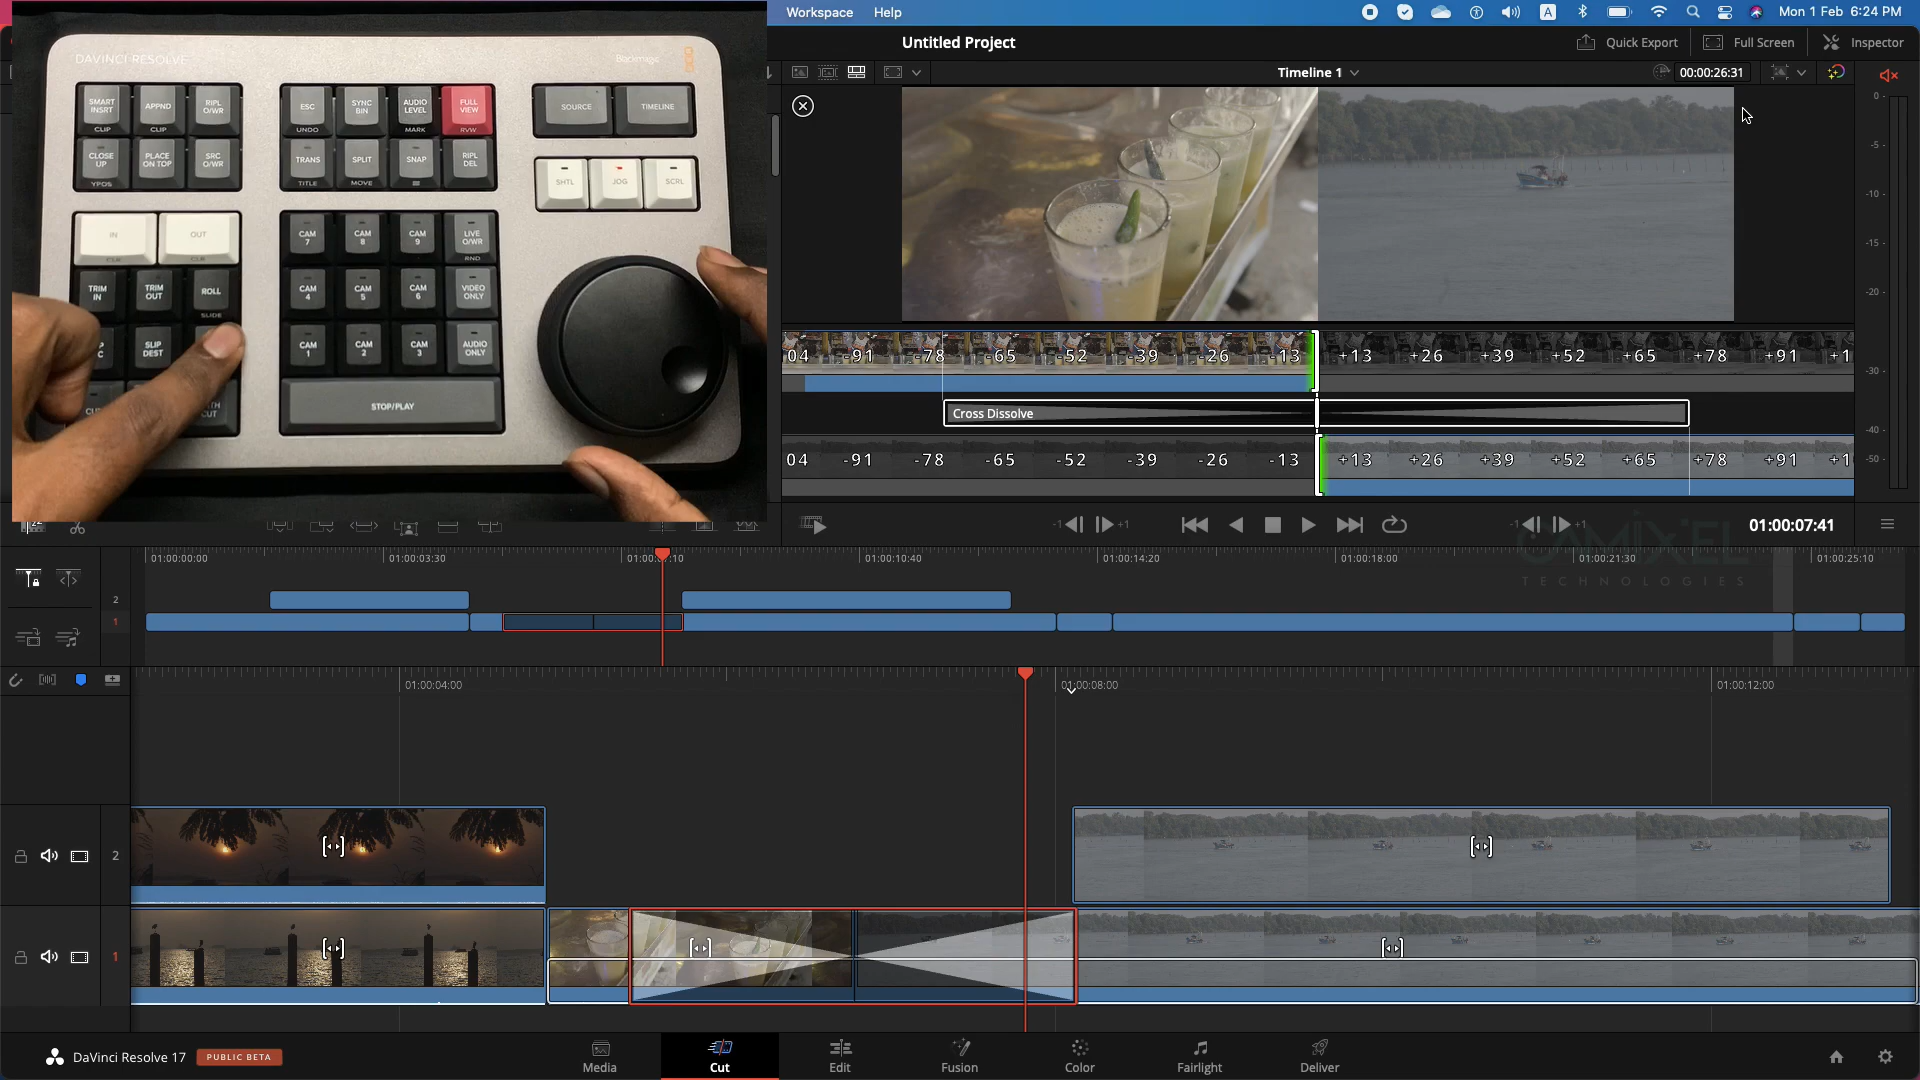 Workspace Help
Mon 1 Feb 6:24 PM
Untitled Project
Quick Export
Full Screen
Inspector
Timeline 1
00:00:26:31
DAVINCI RESOLVE
Blackmagic
SMART INSRT
CLIP
APPND
CLIP
RIPL O/WR
ESC
UNDO
SYNC BIN
AUDIO LEVEL
MARK
FULL VIEW
RVW
SOURCE
TIMELINE
CLOSE UP
YPOS
PLACE ON TOP
SRC O/WR
TRANS
TITLE
SPLIT
MOVE
SNAP
RIPL DEL
SHTL
JOG
SCRL
IN
CLR
OUT
CLR
CAM 7
CAM 8
CAM 9
LIVE O/WR
RND
TRIM IN
TRIM OUT
ROLL
SLIDE
CAM 4
CAM 5
CAM 6
VIDEO ONLY
SLIP DEST
CAM 1
CAM 2
CAM 3
AUDIO ONLY
CUT
STOP/PLAY
0
-5
-10
-15
-20
-30
-40
-50
04 -91 -78 -65 -52 -39 -26 -13 +13 +26 +39 +52 +65 +78 +91 +1
Cross Dissolve
04 -91 -78 -65 -52 -39 -26 -13 +13 +26 +39 +52 +65 +78 +91 +1
-1 +1
-1 +1
01:00:07:41
TECHNOLOGIES
01:00:00:00
01:00:03:30
01:00:10:40
01:00:14:20
01:00:18:00
01:00:21:30
01:00:25:10
2
1
01:00:04:00
01:00:08:00
01:00:12:00
2
1
DaVinci Resolve 17
PUBLIC BETA
Media
Cut
Edit
Fusion
Color
Fairlight
Deliver